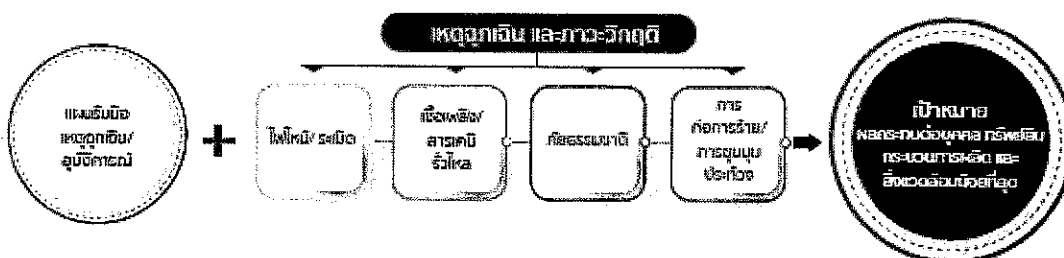 เหตุฉุกเฉิน และภาวะวิกฤติ
แผนรับมือ
เหตุฉุกเฉิน/
อุบัติการณ์
ไฟไหม้/ ระเบิด
เชื้อเพลิง/
สารเคมี
รั่วไหล
ภัยธรรมชาติ
การ
ก่อการร้าย/
การชุมนุม
ประท้วง
เป้าหมาย
ผลกระทบต่อบุคคล ทรัพย์สิน
กระบวนการผลิต และ
สิ่งแวดล้อมน้อยที่สุด